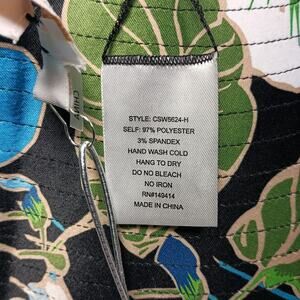 STYLE: CSW5624-H
SELF: 97% POLYESTER
3% SPANDEX
HAND WASH COLD
HANG TO DRY
DO NO BLEACH
NO IRON
RN#149414
MADE IN CHINA